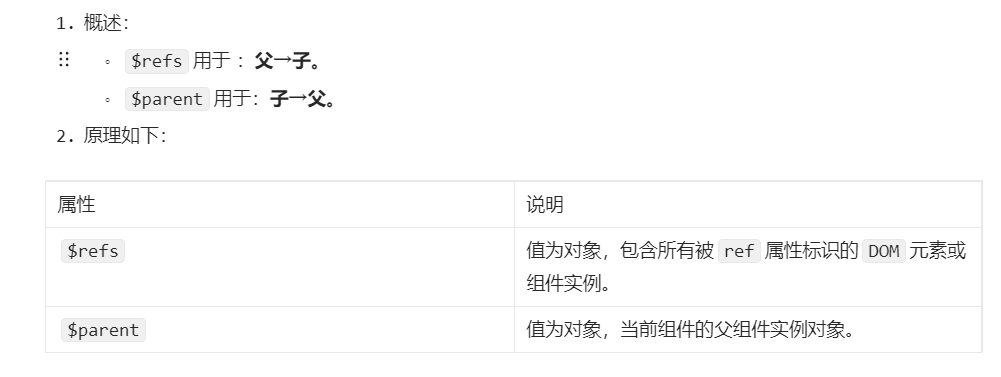 1. 概述：
◦ $refs 用于 ：父→子。
◦ $parent 用于：子→父。
2. 原理如下：
属性 说明
$refs 值为对象，包含所有被 ref 属性标识的 DOM 元素或
组件实例。
$parent 值为对象，当前组件的父组件实例对象。